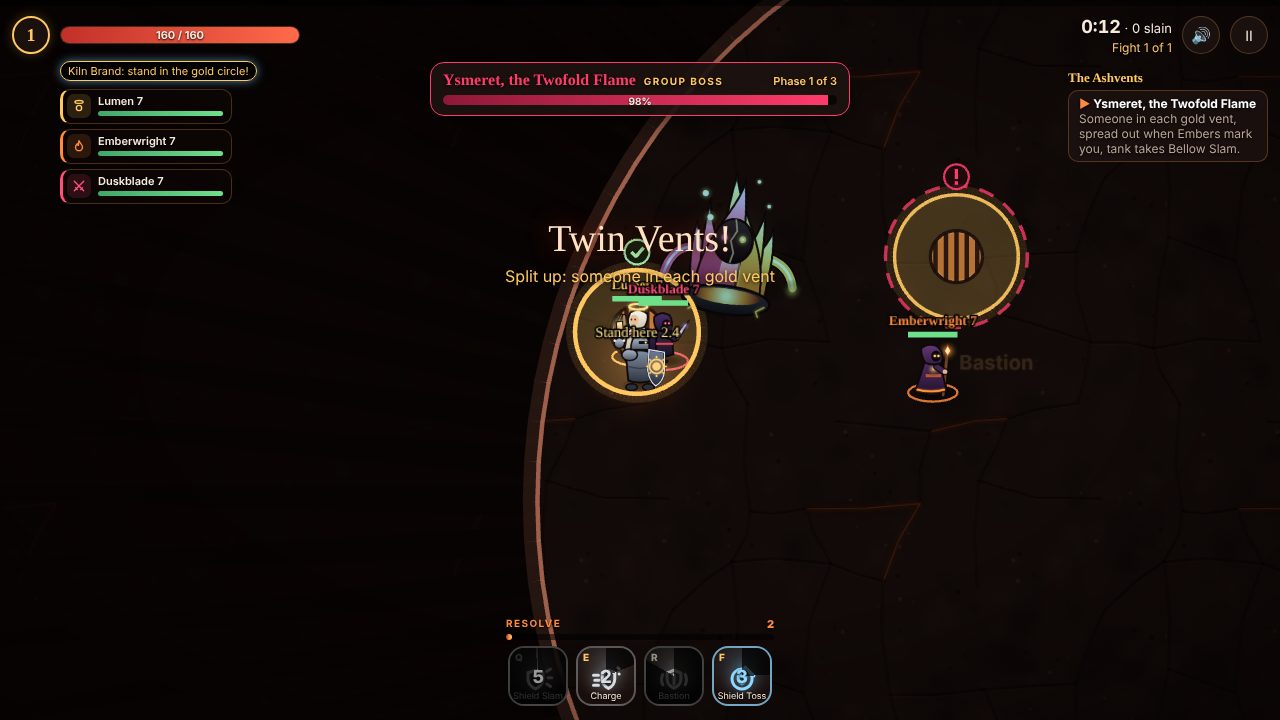 1
160 / 160
Kiln Brand: stand in the gold circle!
Lumen 7
Emberwright 7
Duskblade 7
Ysmeret, the Twofold Flame GROUP BOSS Phase 1 of 3
98%
0:12 · 0 slain
Fight 1 of 1
The Ashvents
Ysmeret, the Twofold Flame
Someone in each gold vent,
spread out when Embers mark
you, tank takes Bellow Slam.
Twin Vents!
Split up: someone in each gold vent
Duskblade 7
Stand here 2.4
Emberwright 7
Bastion
RESOLVE 2
Q 5 Shield Slam
E 2 Charge
R Bastion
F 3 Shield Toss